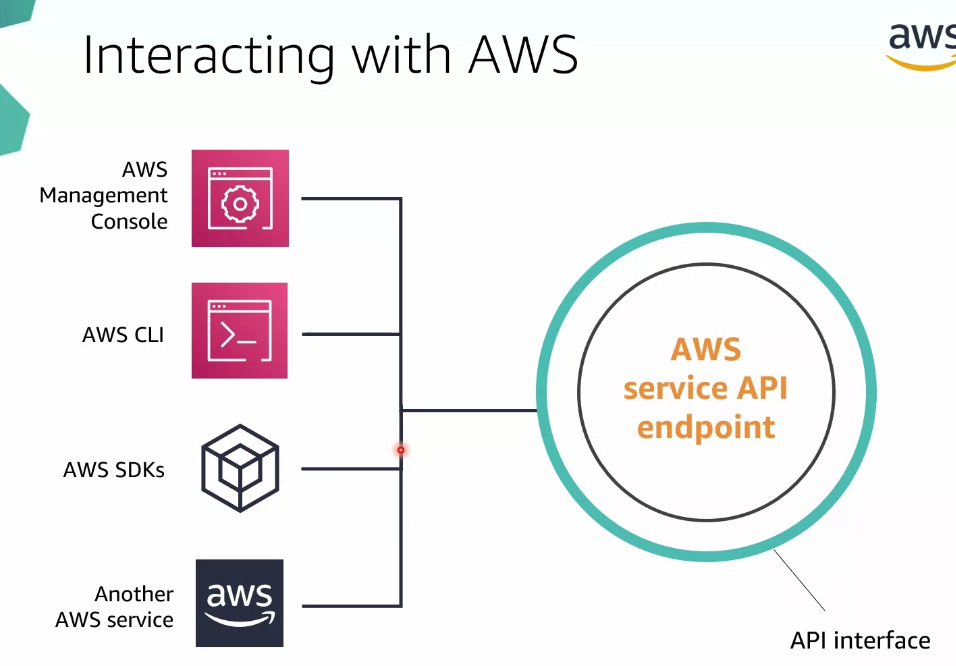 Interacting with AWS
aws
AWS
Management
Console
AWS CLI
AWS SDKs
Another
AWS service
aws
AWS
service API
endpoint
API interface